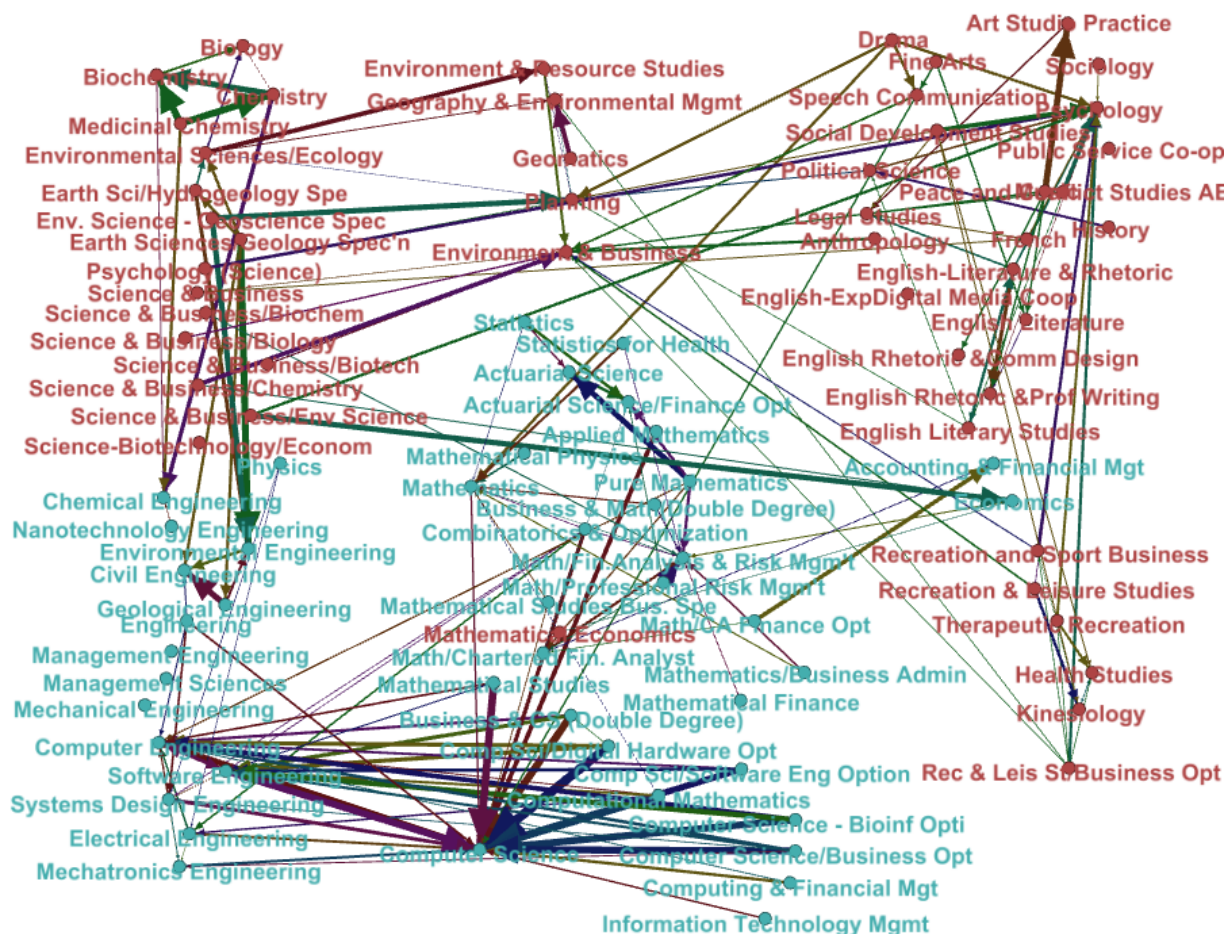 Art Studio Practice
Drama
Biology
Fine Arts
Environment & Resource Studies
Sociology
Biochemistry
Chemistry
Geography & Environmental Mgmt
Speech Communication
Psychology
Medicinal Chemistry
Social Development Studies
Public Service Co-op
Environmental Sciences/Ecology
Geomatics
Political Science
Earth Sci/Hydrogeology Spe
Peace and Conflict Studies AE
Planning
Env. Science - Geoscience Spec
Legal Studies
History
Earth Sciences/Geology Spec'n
Anthropology
French
Environment & Business
Psychology (Science)
English-Literature & Rhetoric
Science & Business
English-ExpDigital Media Coop
Science & Business/Biochem
Statistics
English Literature
Science & Business/Biology
Statistics for Health
English Rhetoric &Comm Design
Science & Business/Biotech
Actuarial Science
Science & Business/Chemistry
English Rhetoric &Prof Writing
Actuarial Science/Finance Opt
Science & Business/Env Science
English Literary Studies
Applied Mathematics
Science-Biotechnology/Econom
Mathematical Physics
Physics
Accounting & Financial Mgt
Mathematics
Pure Mathematics
Chemical Engineering
Business & Math(Double Degree)
Economics
Nanotechnology Engineering
Combinatorics & Optimization
Environmental Engineering
Math/Fin.Analysis & Risk Mgm't
Recreation and Sport Business
Civil Engineering
Math/Professional Risk Mgm't
Recreation & Leisure Studies
Geological Engineering
Mathematical Studies Bus. Spe
Engineering
Math/CA Finance Opt
Therapeutic Recreation
Mathematical Economics
Management Engineering
Math/Chartered Fin. Analyst
Mathematics/Business Admin
Health Studies
Management Sciences
Mathematical Studies
Mathematical Finance
Mechanical Engineering
Kinesiology
Business & CS (Double Degree)
Computer Engineering
Comp Sci/Digital Hardware Opt
Software Engineering
Comp Sci/Software Eng Option
Rec & Leis St/Business Opt
Systems Design Engineering
Computational Mathematics
Computer Science - Bioinf Opti
Electrical Engineering
Computer Science
Computer Science/Business Opt
Mechatronics Engineering
Computing & Financial Mgt
Information Technology Mgmt